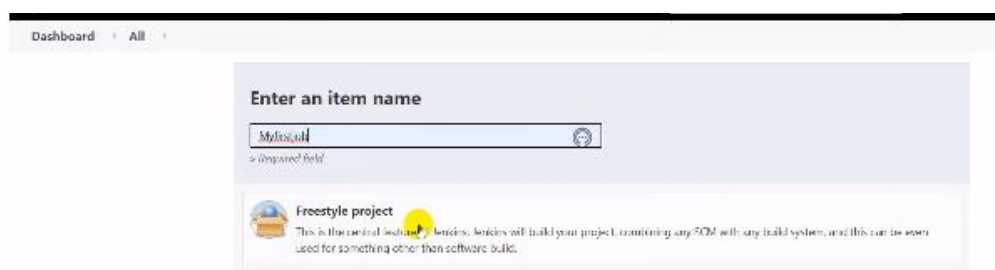 Dashboard All
Enter an item name
Myfirstjob
» Required field
Freestyle project
This is the central feature Jenkins. Jenkins will build your project, combining any SCM with any build system, and this can be even
used for something other than software build.